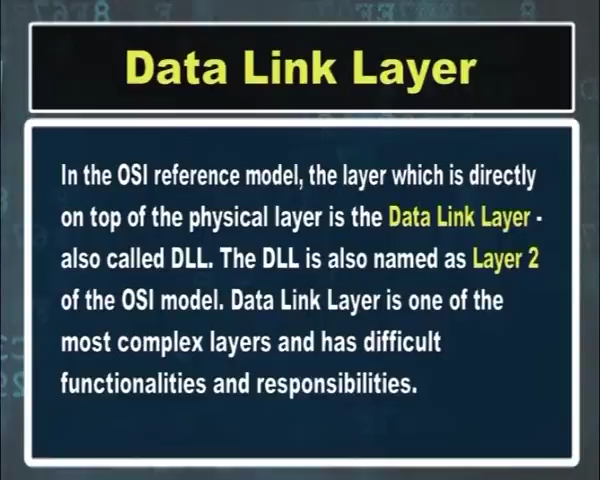 Data Link Layer
In the OSI reference model, the layer which is directly
on top of the physical layer is the Data Link Layer -
also called DLL. The DLL is also named as Layer 2
of the OSI model. Data Link Layer is one of the
most complex layers and has difficult
functionalities and responsibilities.